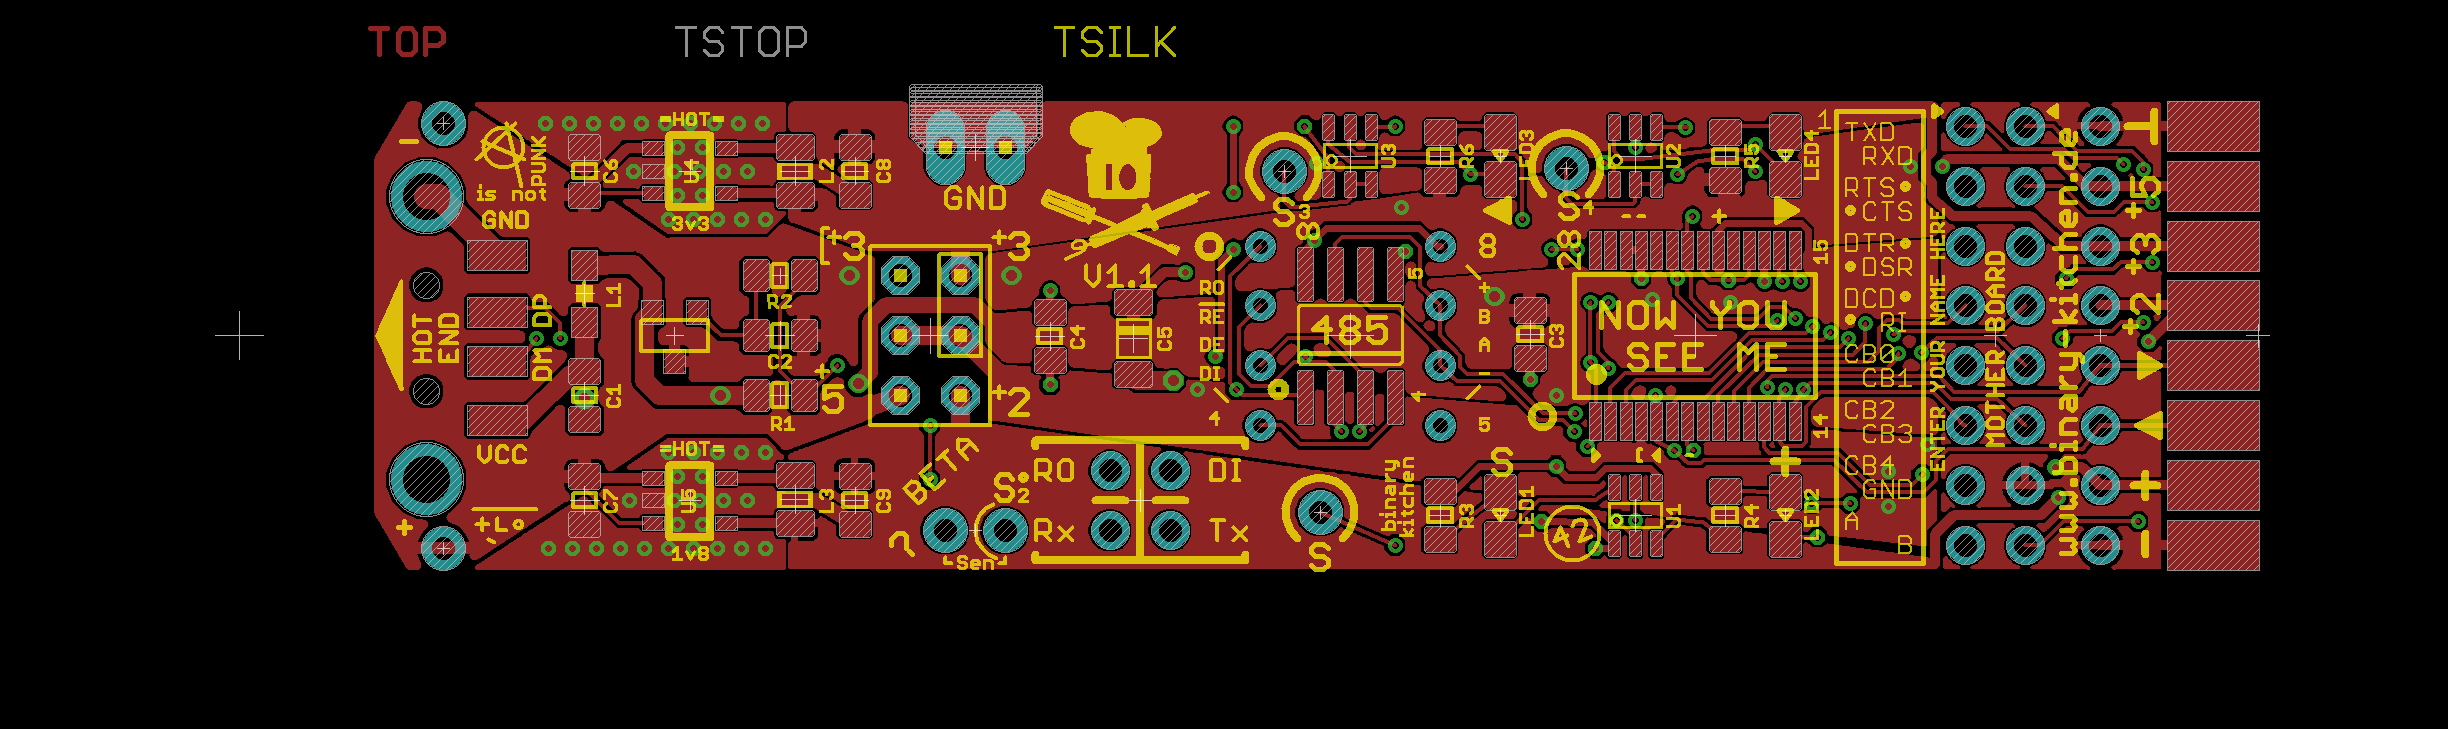 TOP
TSTOP
TSILK
PUNK
is not
GND
=HOT=
U4
3v3
C6
L2
C8
GND
V1.1
S3
8
U3
R6
LED3
S4
U2
R5
LED4
1
TXD
RXD
RTS
CTS
DTR
DSR
DCD
RI
CB0
CB1
CB2
CB3
CB4
GND
A
B
ENTER YOUR NAME HERE
MOTHER BOARD
www.binary-kitchen.de
+5
+3
+2
+
-
-
HOT
END
DM DP
L1
C1
VCC
R2
C2
R1
+3
+3
+5
+2
C4
C5
RO
RE
DE
DI
4
485
5
4
8
+
B
A
-
5
C3
28
15
14
NOW YOU
SEE ME
+
+Lo
=HOT=
U5
1v8
C7
L3
C9
BETA
S2
Sen
RO
DI
Rx
Tx
S
binary
kitchen
R3
S
LED1
42
U1
R4
+
LED2